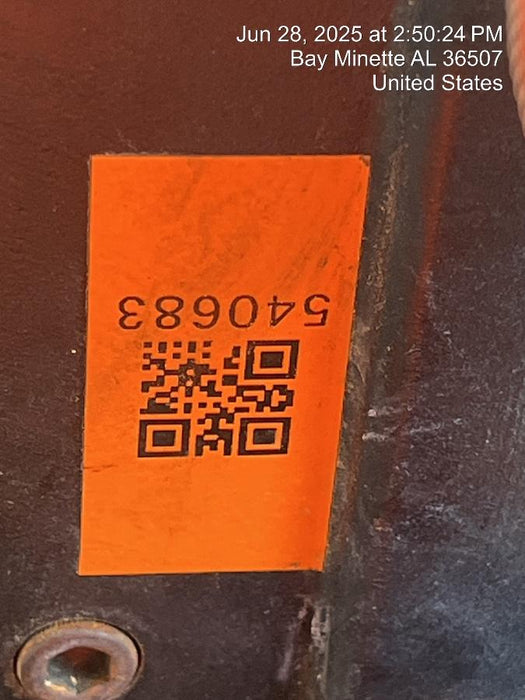 Jun 28, 2025 at 2:50:24 PM
Bay Minette AL 36507
United States
540683